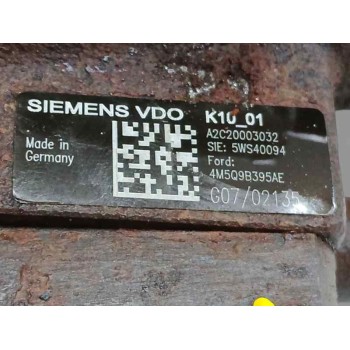 SIEMENS VDO K10_01
A2C20003032
Made in SIE: 5WS40094
Germany Ford:
4M5Q9B395AE
G07/02135